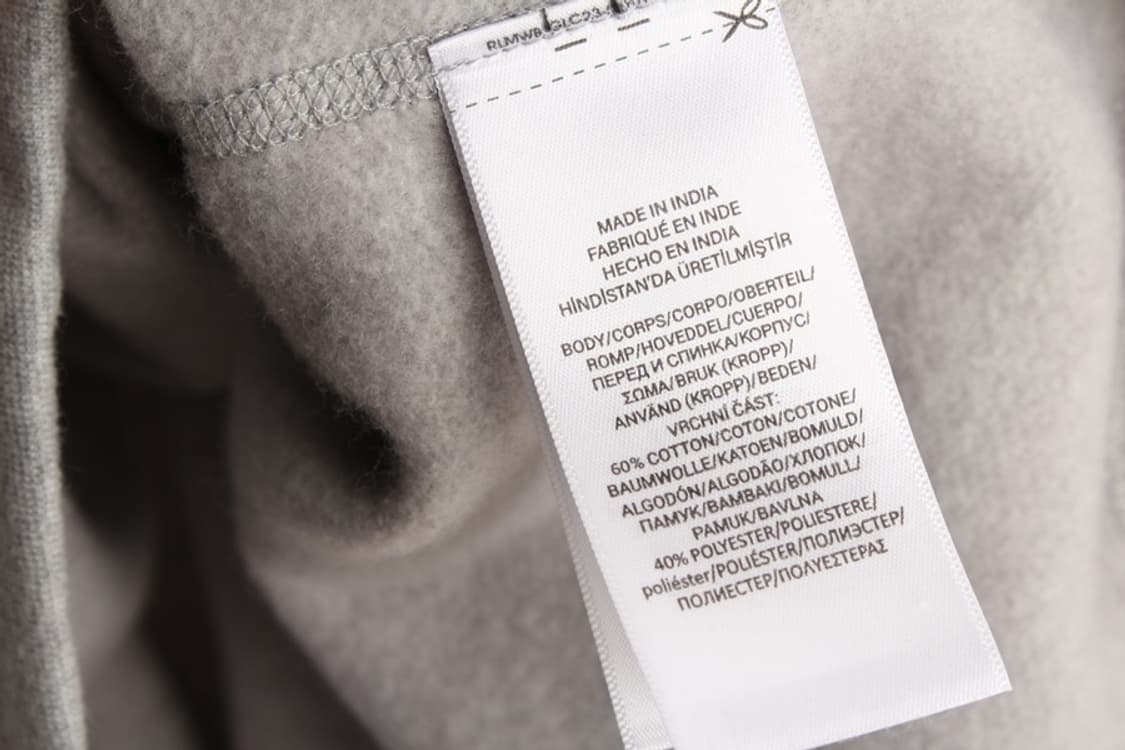 MADE IN INDIA
FABRIQUÉ EN INDE
HECHO EN INDIA
HİNDİSTAN'DA ÜRETİLMİŞTİR
BODY/CORPS/CORPO/OBERTEIL/
ROMP/HOVEDDEL/CUERPO/
ПЕРЕД И СПИНКА/КОРПУС/
ΣΩΜΑ/BRUK (KROPP)/
ANVÄND (KROPP)/BEDEN/
VRCHNÍ ČÁST:
60% COTTON/COTON/COTONE/
BAUMWOLLE/KATOEN/BOMULD/
ALGODÓN/ALGODÃO/ХЛОПОК/
ПАМУК/ΒΑΜΒΑΚΙ/BOMULL/
PAMUK/BAVLNA
40% POLYESTER/POLIESTERE/
poliéster/POLIÉSTER/ПОЛИЭСТЕР/
ПОЛИЕСТЕР/ΠΟΛΥΕΣΤΕΡΑΣ